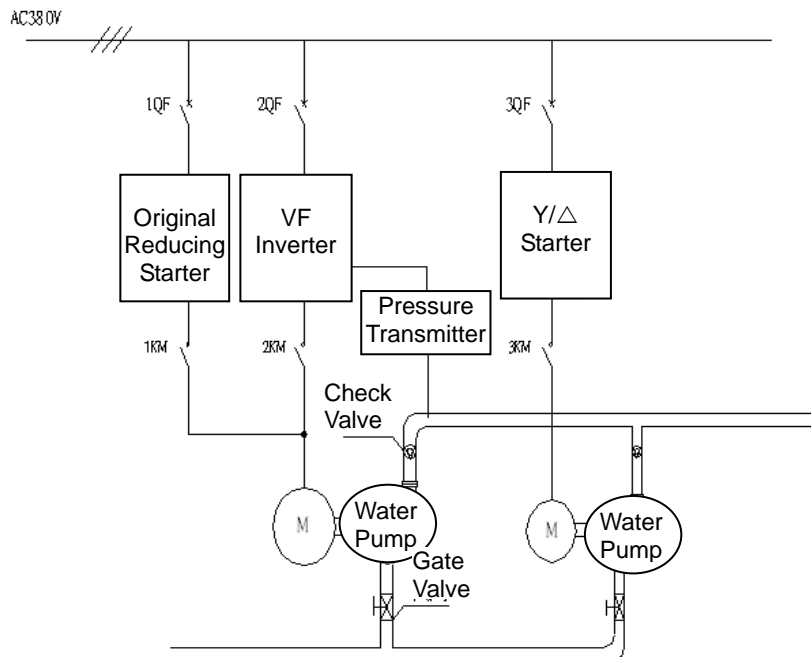 AC380V
1QF
2QF
3QF
Original
Reducing
Starter
VF
Inverter
Y/△
Starter
Pressure
Transmitter
1KM
2KM
3KM
Check
Valve
M
Water
Pump
M
Water
Pump
Gate
Valve